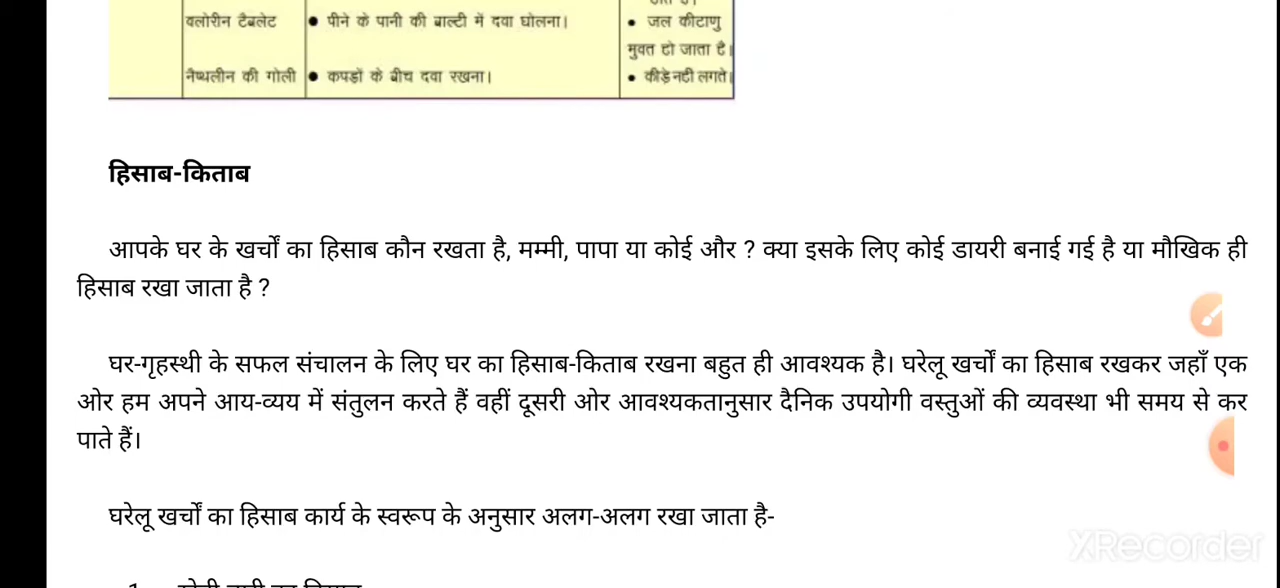 क्लोरीन टैबलेट ● पीने के पानी की बाल्टी में दवा घोलना। • जल कीटाणु
मुक्त हो जाता है।
नैफ्थलीन की गोली ● कपड़ों के बीच दवा रखना। • कीड़े नहीं लगते।
हिसाब-किताब
आपके घर के खर्चों का हिसाब कौन रखता है, मम्मी, पापा या कोई और ? क्या इसके लिए कोई डायरी बनाई गई है या मौखिक ही
हिसाब रखा जाता है ?
घर-गृहस्थी के सफल संचालन के लिए घर का हिसाब-किताब रखना बहुत ही आवश्यक है। घरेलू खर्चों का हिसाब रखकर जहाँ एक
ओर हम अपने आय-व्यय में संतुलन करते हैं वहीं दूसरी ओर आवश्यकतानुसार दैनिक उपयोगी वस्तुओं की व्यवस्था भी समय से कर
पाते हैं।
घरेलू खर्चों का हिसाब कार्य के स्वरूप के अनुसार अलग-अलग रखा जाता है-
XRecorder